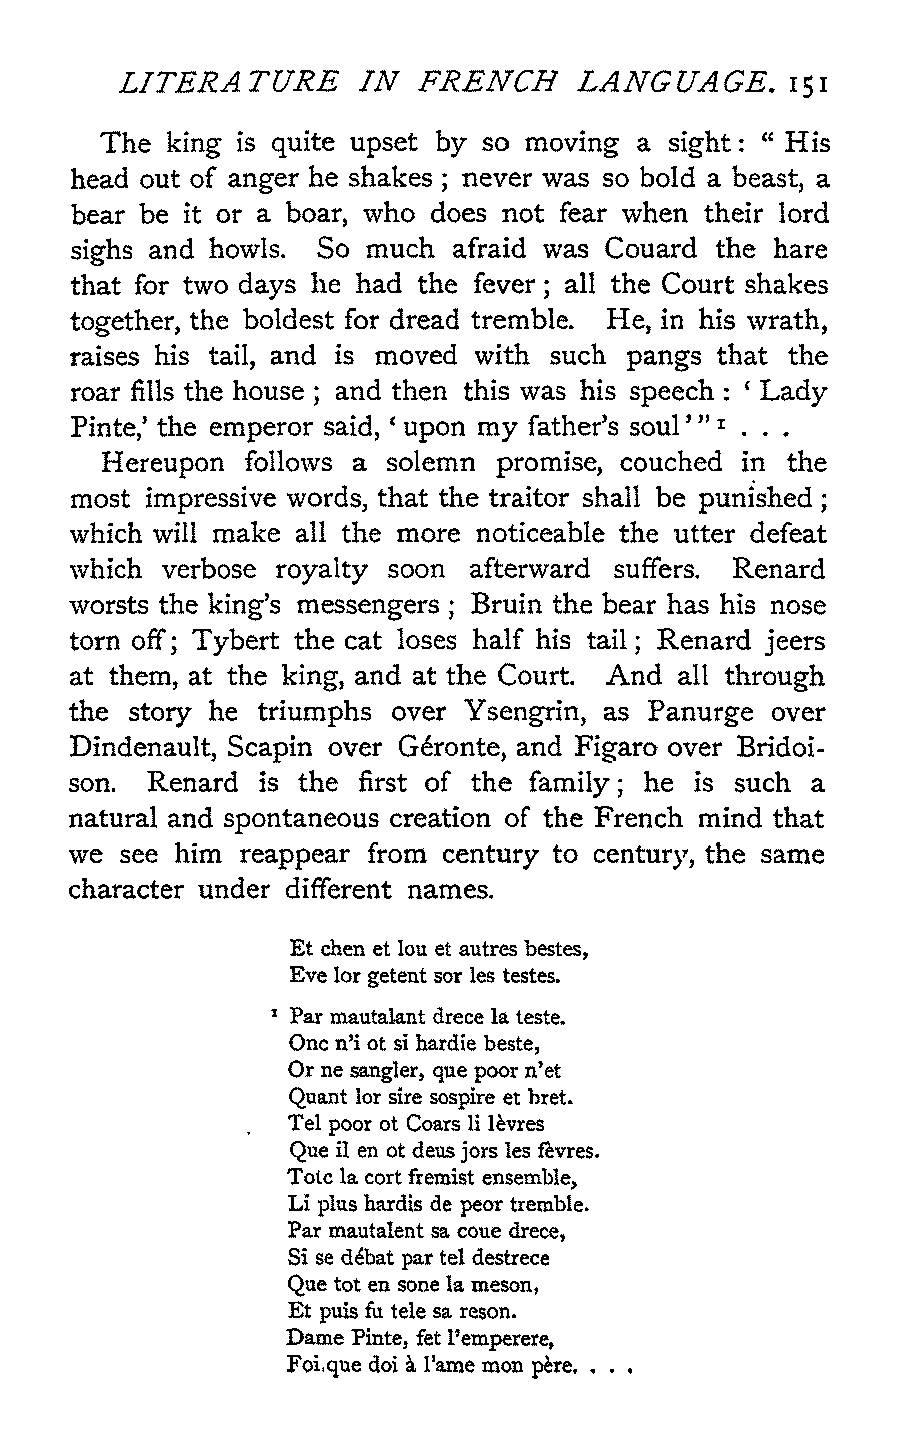 LITERATURE IN FRENCH LANGUAGE. 151
The king is quite upset by so moving a sight: “ His
head out of anger he shakes ; never was so bold a beast, a
bear be it or a boar, who does not fear when their lord
sighs and howls. So much afraid was Couard the hare
that for two days he had the fever ; all the Court shakes
together, the boldest for dread tremble. He, in his wrath,
raises his tail, and is moved with such pangs that the
roar fills the house ; and then this was his speech : ‘ Lady
Pinte,’ the emperor said, ‘ upon my father’s soul’” ¹ . . .
Hereupon follows a solemn promise, couched in the
most impressive words, that the traitor shall be punished ;
which will make all the more noticeable the utter defeat
which verbose royalty soon afterward suffers. Renard
worsts the king’s messengers ; Bruin the bear has his nose
torn off ; Tybert the cat loses half his tail ; Renard jeers
at them, at the king, and at the Court. And all through
the story he triumphs over Ysengrin, as Panurge over
Dindenault, Scapin over Géronte, and Figaro over Bridoi-
son. Renard is the first of the family ; he is such a
natural and spontaneous creation of the French mind that
we see him reappear from century to century, the same
character under different names.
Et chen et lou et autres bestes,
Eve lor getent sor les testes.
¹ Par mautalant drece la teste.
Onc n’i ot si hardie beste,
Or ne sangler, que poor n’et
Quant lor sire sospire et bret.
Tel poor ot Coars li lèvres
Que il en ot deus jors les fèvres.
Tote la cort fremist ensemble,
Li plus hardis de peor tremble.
Par mautalent sa coue drece,
Si se débat par tel destrece
Que tot en sone la meson,
Et puis fu tele sa reson.
Dame Pinte, fet l’emperere,
Foi que doi à l’ame mon père. . . .